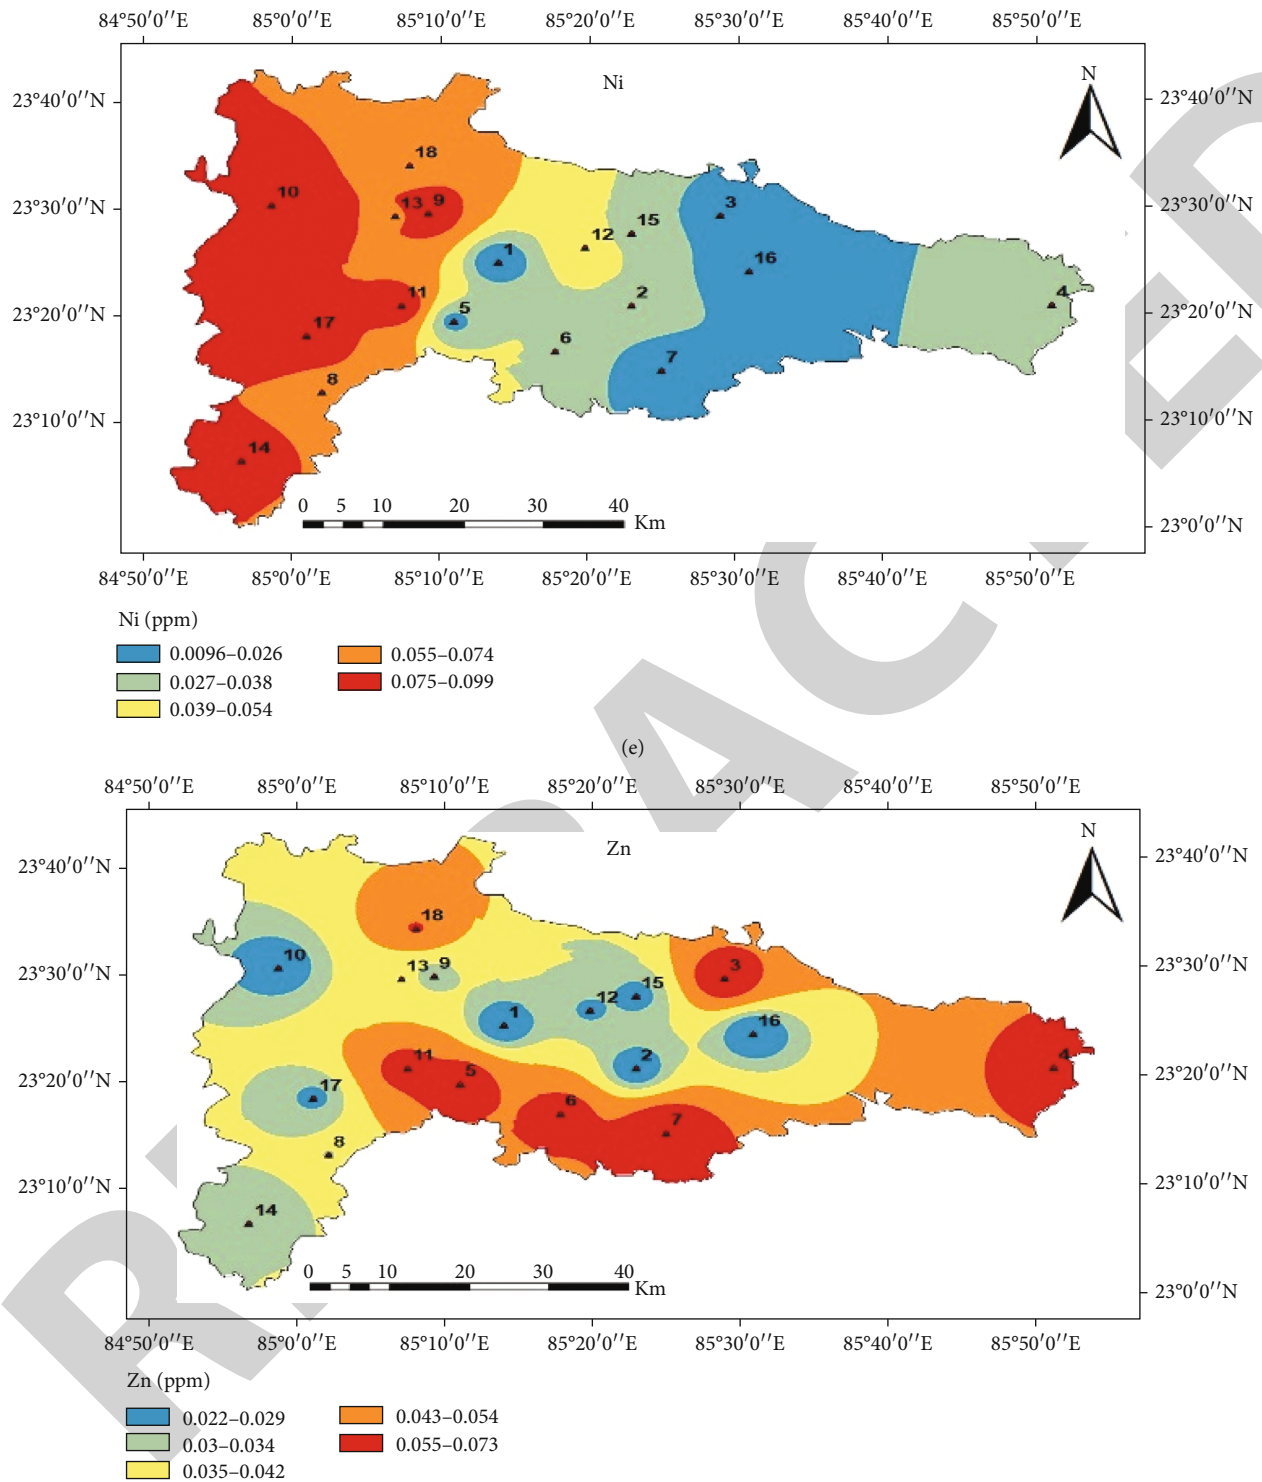 84°50′0′′E 85°0′0′′E 85°10′0′′E 85°20′0′′E 85°30′0′′E 85°40′0′′E 85°50′0′′E
Ni
N
23°40′0′′N 23°40′0′′N
18
10
13 9
3
23°30′0′′N 23°30′0′′N
15
12
1
16
11
2
4
5
23°20′0′′N 23°20′0′′N
17
6
7
8
23°10′0′′N 23°10′0′′N
14
0 5 10 20 30 40
Km
23°0′0′′N
84°50′0′′E 85°0′0′′E 85°10′0′′E 85°20′0′′E 85°30′0′′E 85°40′0′′E 85°50′0′′E
Ni (ppm)
0.0096–0.026 0.055–0.074
0.027–0.038 0.075–0.099
0.039–0.054
(e)
84°50′0′′E 85°0′0′′E 85°10′0′′E 85°20′0′′E 85°30′0′′E 85°40′0′′E 85°50′0′′E
Zn
N
23°40′0′′N 23°40′0′′N
18
10
13 9
3
23°30′0′′N 23°30′0′′N
15
12
1
16
11
2
4
5
23°20′0′′N 23°20′0′′N
17
6
7
8
23°10′0′′N 23°10′0′′N
14
0 5 10 20 30 40
Km
23°0′0′′N
84°50′0′′E 85°0′0′′E 85°10′0′′E 85°20′0′′E 85°30′0′′E 85°40′0′′E 85°50′0′′E
Zn (ppm)
0.022–0.029 0.043–0.054
0.03–0.034 0.055–0.073
0.035–0.042